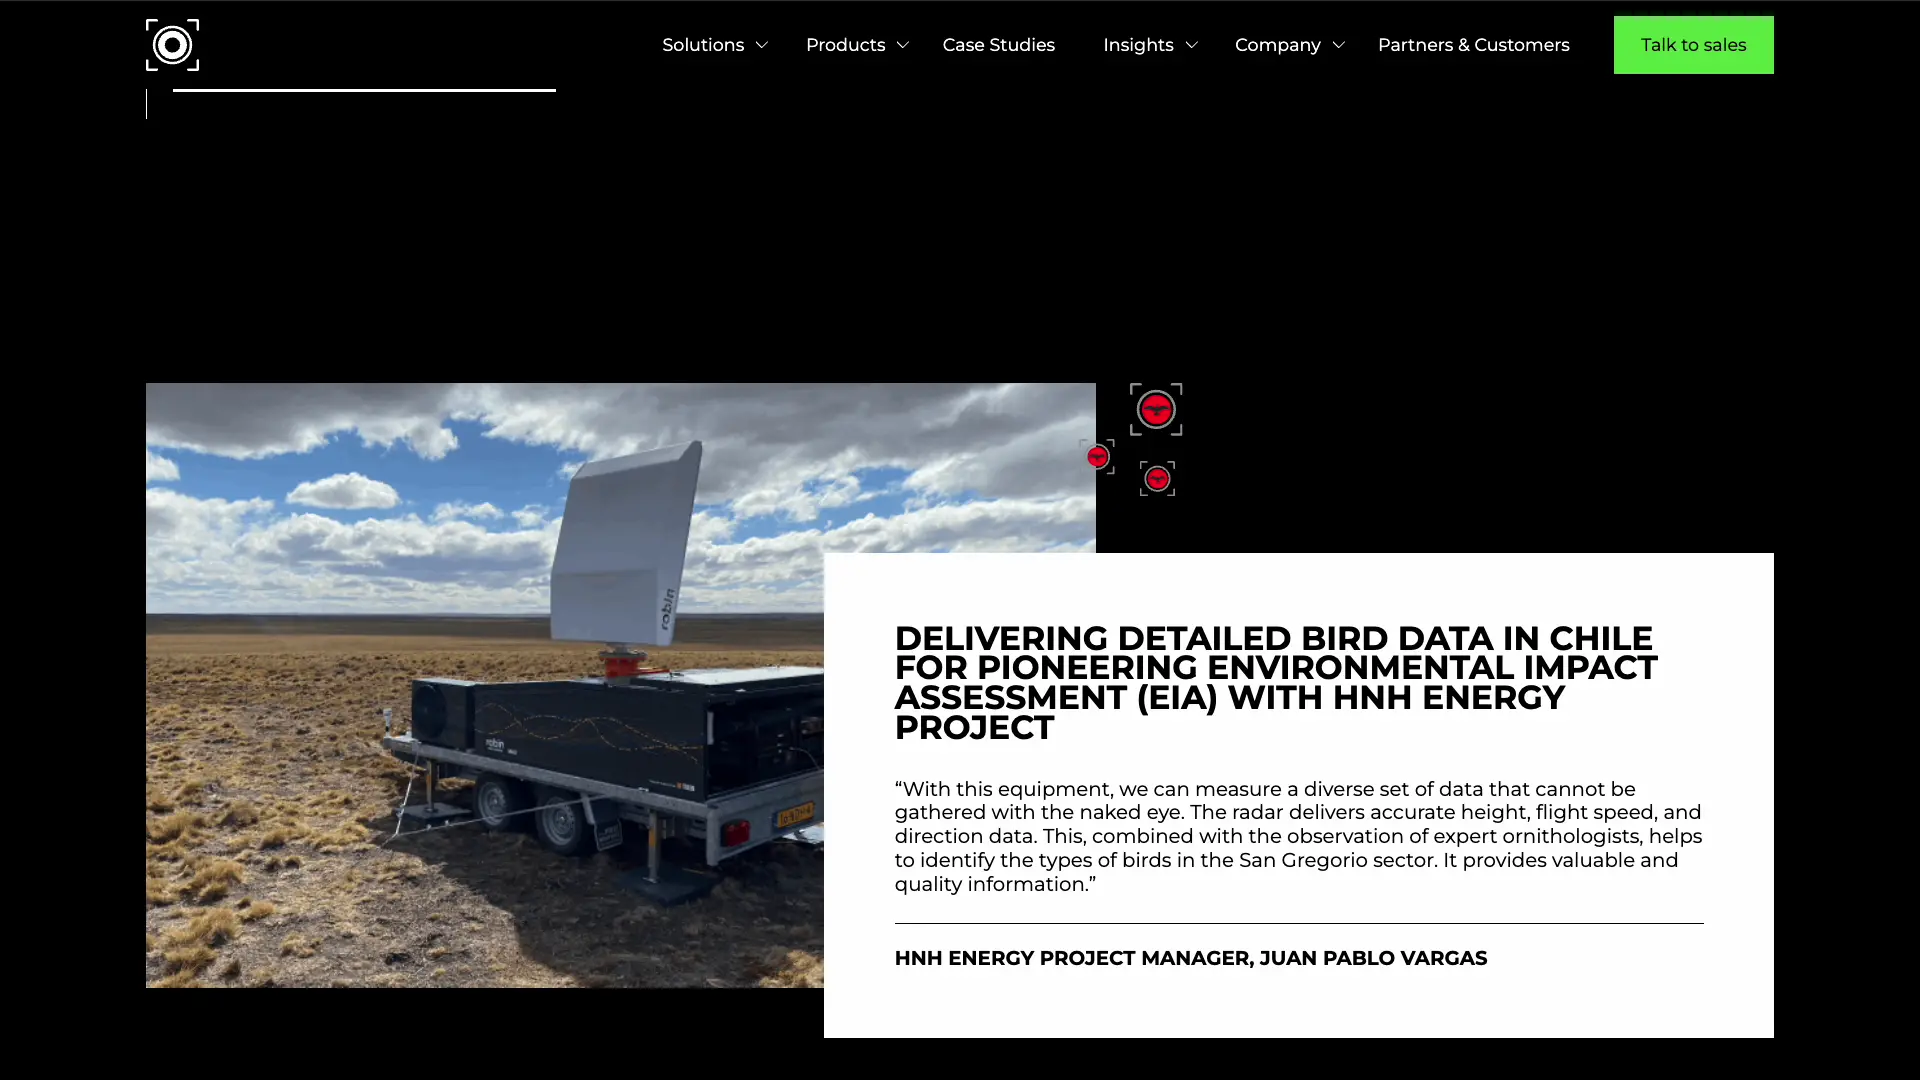 Solutions
Products
Case Studies
Insights
Company
Partners & Customers
Talk to sales
robin
robin
DELIVERING DETAILED BIRD DATA IN CHILE
FOR PIONEERING ENVIRONMENTAL IMPACT
ASSESSMENT (EIA) WITH HNH ENERGY
PROJECT
“With this equipment, we can measure a diverse set of data that cannot be
gathered with the naked eye. The radar delivers accurate height, flight speed, and
direction data. This, combined with the observation of expert ornithologists, helps
to identify the types of birds in the San Gregorio sector. It provides valuable and
quality information.”
HNH ENERGY PROJECT MANAGER, JUAN PABLO VARGAS